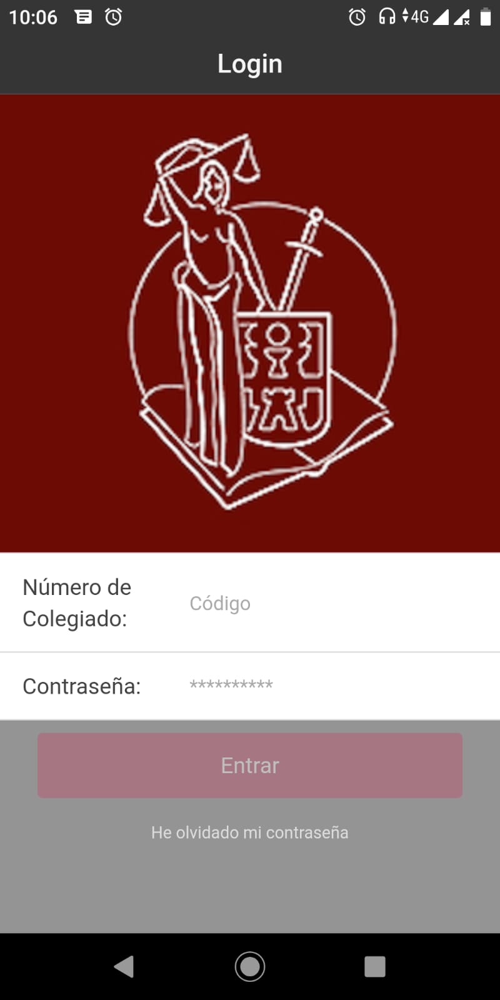 10:06
4G
Login
Número de
Colegiado:
Código
Contraseña:
**********
Entrar
He olvidado mi contraseña